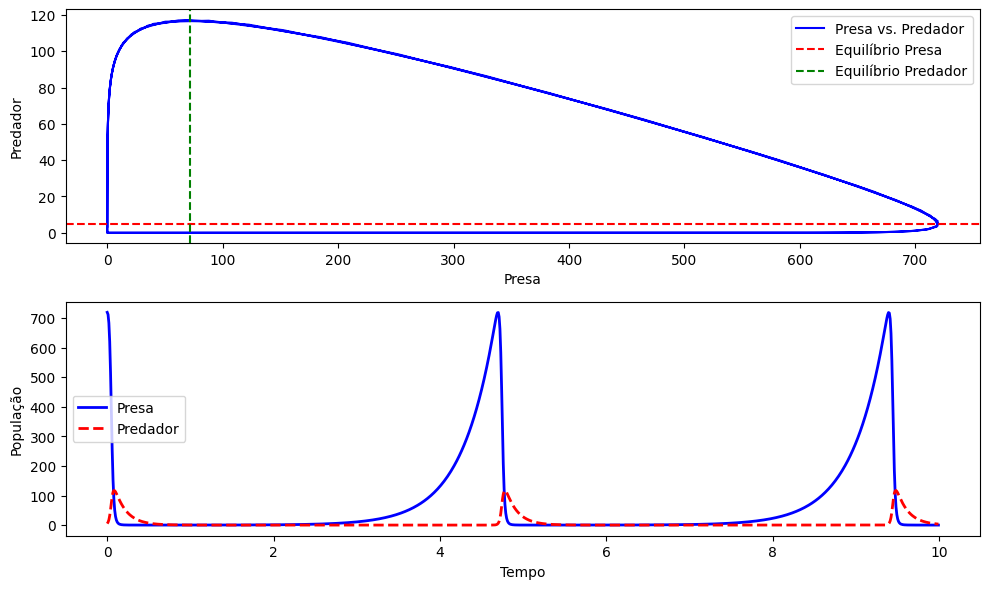 120
100
80
60
40
20
0
Predador
Presa vs. Predador
Equilíbrio Presa
Equilíbrio Predador
0 100 200 300 400 500 600 700
Presa
700
600
500
400
300
200
100
0
População
Presa
Predador
0 2 4 6 8 10
Tempo